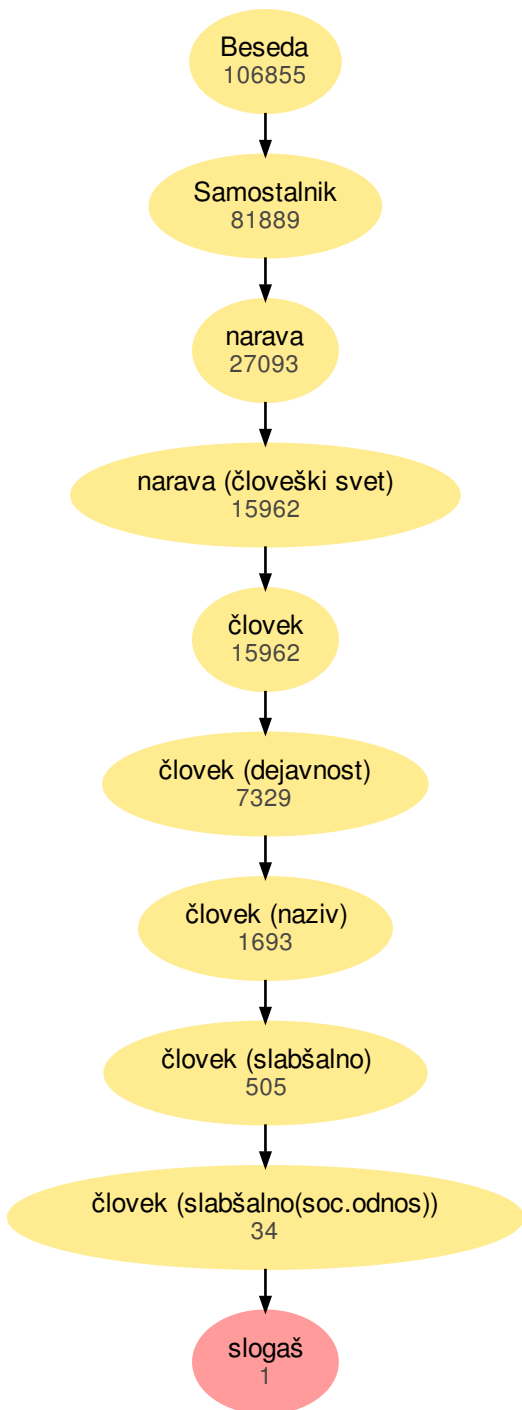 Beseda
106855
Samostalnik
81889
narava
27093
narava (človeški svet)
15962
človek
15962
človek (dejavnost)
7329
človek (naziv)
1693
človek (slabšalno)
505
človek (slabšalno(soc.odnos))
34
slogaš
1